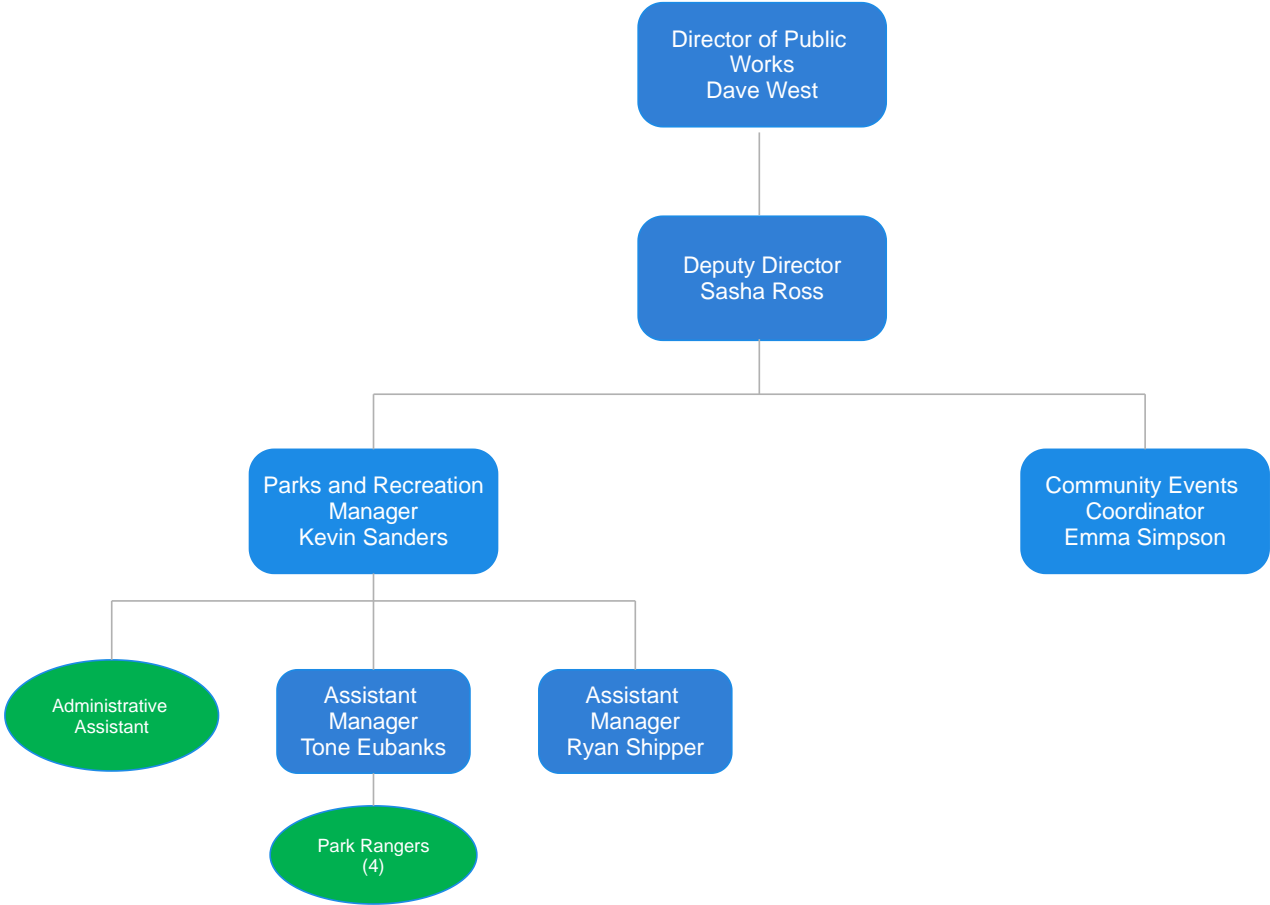 Director of Public
Works
Dave West
Deputy Director
Sasha Ross
Parks and Recreation
Manager
Kevin Sanders
Community Events
Coordinator
Emma Simpson
Administrative
Assistant
Assistant
Manager
Tone Eubanks
Assistant
Manager
Ryan Shipper
Park Rangers
(4)